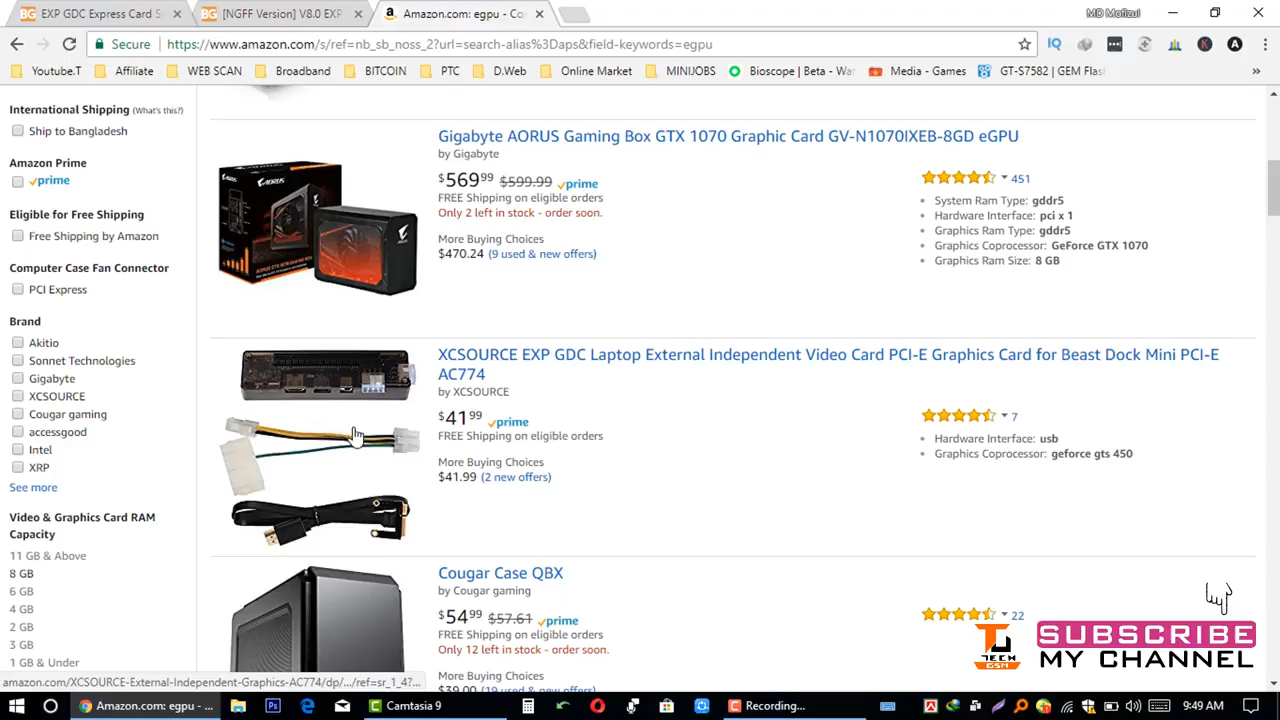 EXP GDC Express Card S
[NGFF Version] V8.0 EXP
Amazon.com: egpu - Co
MD Mofizul
Secure
https://www.amazon.com/s/ref=nb_sb_noss_2?url=search-alias%3Daps&field-keywords=egpu
Youtube.T
Affiliate
WEB SCAN
Broadband
BITCOIN
PTC
D.Web
Online Market
MINIJOBS
Bioscope | Beta - Wa
Media - Games
GT-S7582 | GEM Flas
International Shipping (What's this?)
Ship to Bangladesh
Amazon Prime
prime
Eligible for Free Shipping
Free Shipping by Amazon
Computer Case Fan Connector
PCI Express
Brand
Akitio
Sonnet Technologies
Gigabyte
XCSOURCE
Cougar gaming
accessgood
Intel
XRP
See more
Video & Graphics Card RAM
Capacity
11 GB & Above
8 GB
6 GB
4 GB
2 GB
3 GB
1 GB & Under
Gigabyte AORUS Gaming Box GTX 1070 Graphic Card GV-N1070IXEB-8GD eGPU
by Gigabyte
$569 99 $599.99 prime
FREE Shipping on eligible orders
Only 2 left in stock - order soon.
More Buying Choices
$470.24 (9 used & new offers)
451
System Ram Type: gddr5
Hardware Interface: pci x 1
Graphics Ram Type: gddr5
Graphics Coprocessor: GeForce GTX 1070
Graphics Ram Size: 8 GB
XCSOURCE EXP GDC Laptop External Independent Video Card PCI-E Graphics Card for Beast Dock Mini PCI-E
AC774
by XCSOURCE
$41 99 prime
FREE Shipping on eligible orders
More Buying Choices
$41.99 (2 new offers)
7
Hardware Interface: usb
Graphics Coprocessor: geforce gts 450
Cougar Case QBX
by Cougar gaming
$54 99 $57.61 prime
FREE Shipping on eligible orders
Only 12 left in stock - order soon.
More Buying Choices
$39.00 (19 used & new offers)
22
TECH
GSM
SUBSCRIBE
MY CHANNEL
amazon.com/XCSOURCE-External-Independent-Graphics-AC774/dp/.../ref=sr_1_4?...
Amazon.com: egpu - ...
Camtasia 9
Recording...
9:49 AM